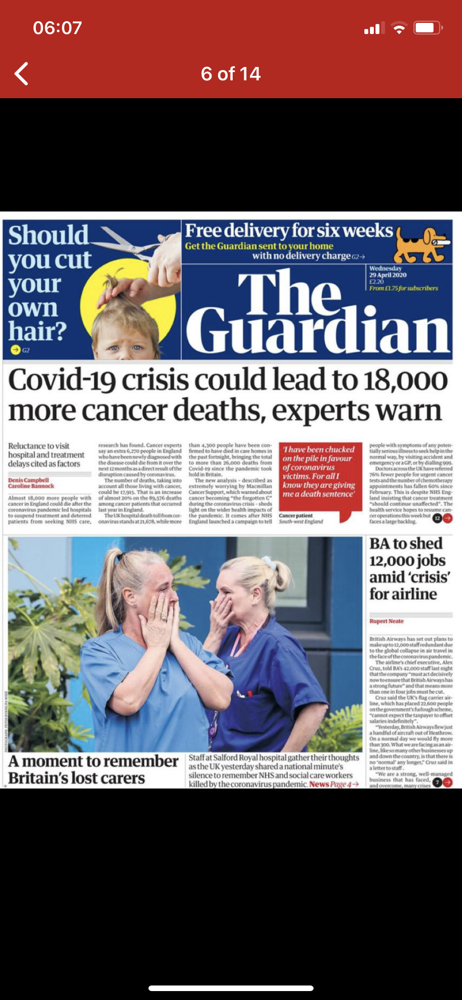 06:07
6 of 14
Should
you cut
your
own
hair?
G2
Free delivery for six weeks
Get the Guardian sent to your home
with no delivery charge G2→
Wednesday
29 April 2020
£2.20
From £1.75 for subscribers
The
Guardian
Covid-19 crisis could lead to 18,000
more cancer deaths, experts warn
Reluctance to visit
hospital and treatment
delays cited as factors
Denis Campbell
Caroline Bannock
Almost 18,000 more people with
cancer in England could die after the
coronavirus pandemic led hospitals
to suspend treatment and deterred
patients from seeking NHS care,
research has found. Cancer experts
say an extra 6,270 people in England
who have been newly diagnosed with
the disease could die from it over the
next 12 months as a direct result of the
disruption caused by coronavirus.
The number of deaths, taking into
account all those living with cancer,
could be 17,915. That is an increase
of almost 20% on the 89,576 deaths
among cancer patients that occurred
last year in England.
The UK hospital death toll from cor-
onavirus stands at 21,678, while more
than 4,300 people have been con-
firmed to have died in care homes in
the past fortnight, bringing the total
to more than 26,000 deaths from
Covid-19 since the pandemic took
hold in Britain.
The new analysis - described as
extremely worrying by Macmillan
Cancer Support, which warned about
cancer becoming "the forgotten C"
during the coronavirus crisis - sheds
light on the wider health impacts of
the pandemic. It comes after NHS
England launched a campaign to tell
'I have been chucked
on the pile in favour
of coronavirus
victims. For all I
know they are giving
me a death sentence'
Cancer patient
South-west England
people with symptoms of any poten-
tially serious illness to seek help in the
normal way, by visiting accident and
emergency or a GP, or by dialling 999.
Doctors across the UK have referred
76% fewer people for urgent cancer
tests and the number of chemotherapy
appointments has fallen 60% since
February. This is despite NHS Eng-
land insisting that cancer treatment
"should continue unaffected". The
health service hopes to resume can-
cer operations this week but
faces a large backlog.
12 →
BA to shed
12,000 jobs
amid 'crisis'
for airline
Rupert Neate
British Airways has set out plans to
make up to 12,000 staff redundant due
to the global collapse in air travel in
the face of the coronavirus pandemic.
The airline's chief executive, Alex
Cruz, told BA's 42,000 staff last night
that the company "must act decisively
now to ensure that British Airways has
a strong future" and that means more
than one in four jobs must be cut.
Cruz said the UK's flag carrier air-
line, which has placed 22,600 people
on the government's furlough scheme,
"cannot expect the taxpayer to offset
salaries indefinitely".
"Yesterday, British Airways flew just
a handful of aircraft out of Heathrow.
On a normal day we would fly more
than 300. What we are facing as an air-
line, like so many other businesses up
and down the country, is that there is
no 'normal' any longer," Cruz said in
a letter to staff.
"We are a strong, well-managed
business that has faced,
and overcome, many crises
7 →
PHOTOGRAPH: PETER BYRNE/PA WIRE
A moment to remember
Britain's lost carers
Staff at Salford Royal hospital gather their thoughts
as the UK yesterday shared a national minute's
silence to remember NHS and social care workers
killed by the coronavirus pandemic. News Page 4→